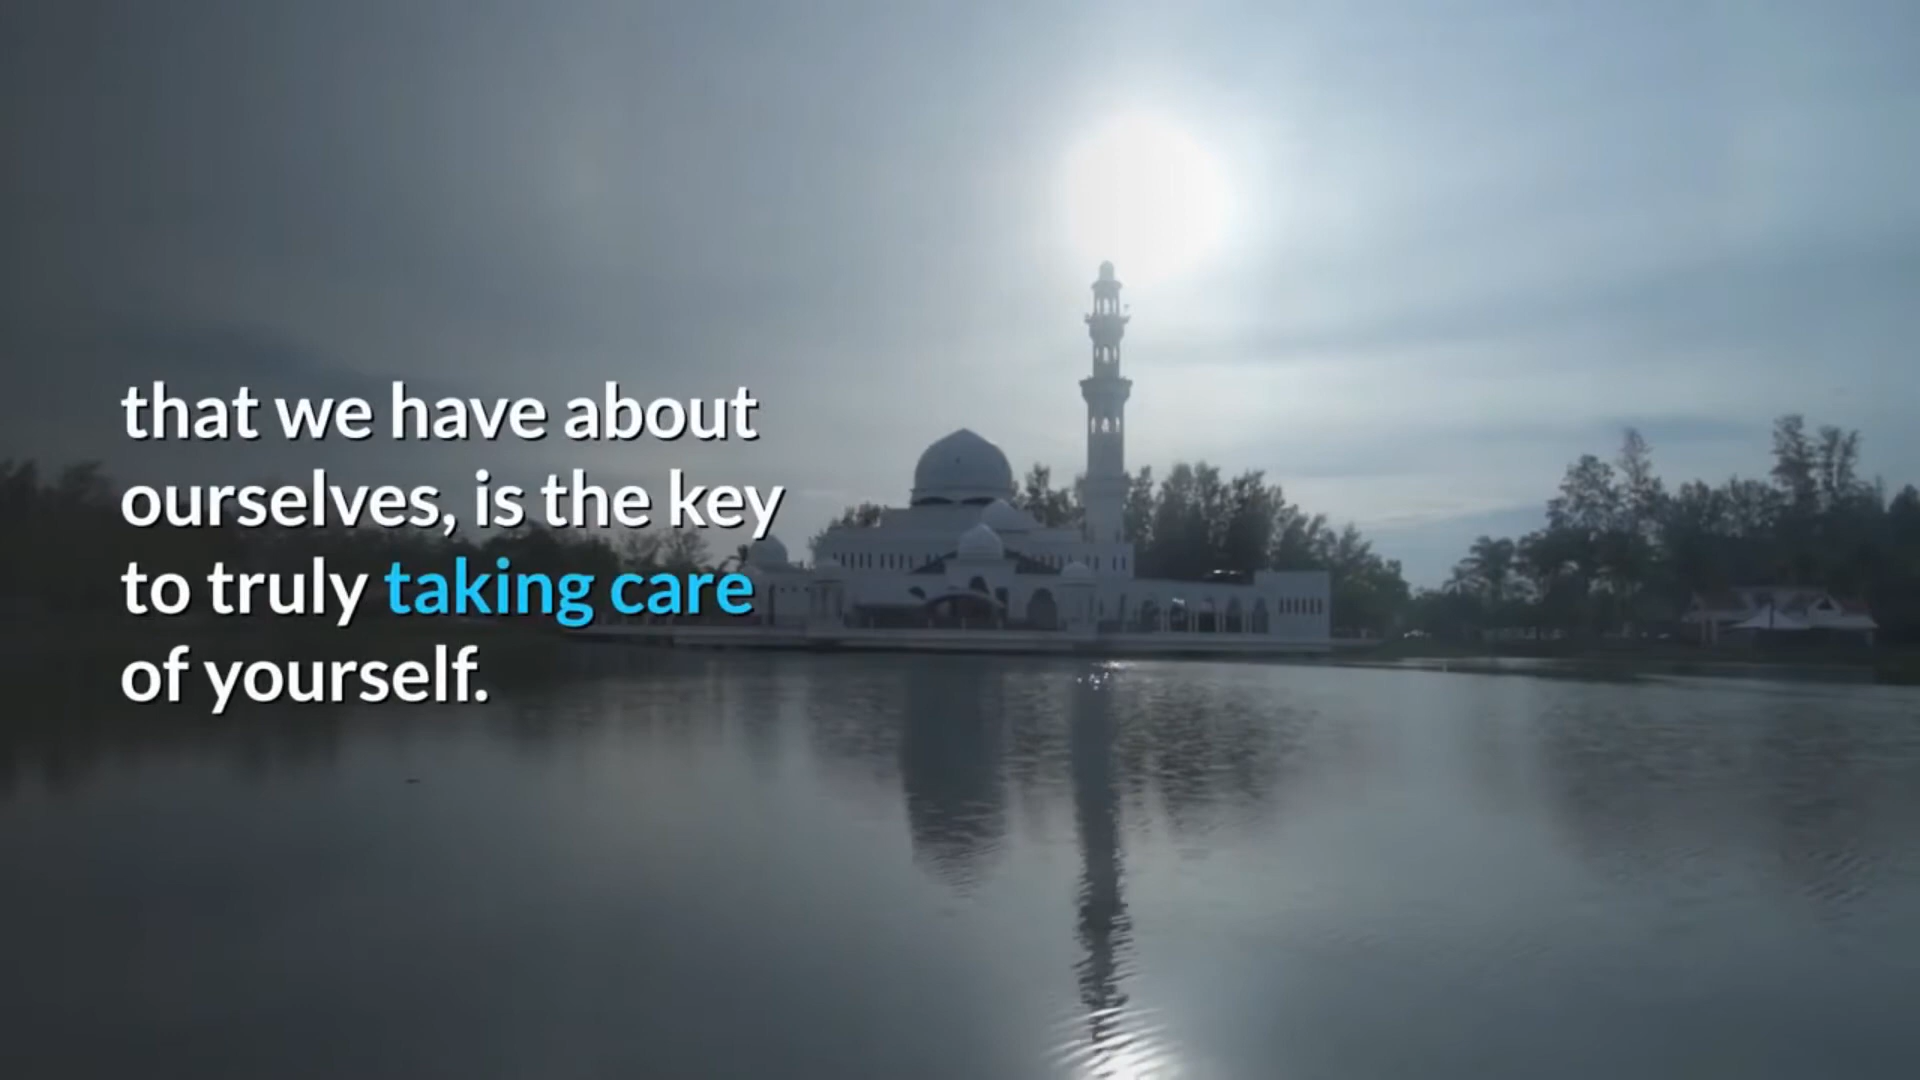 that we have about
ourselves, is the key
to truly taking care
of yourself.